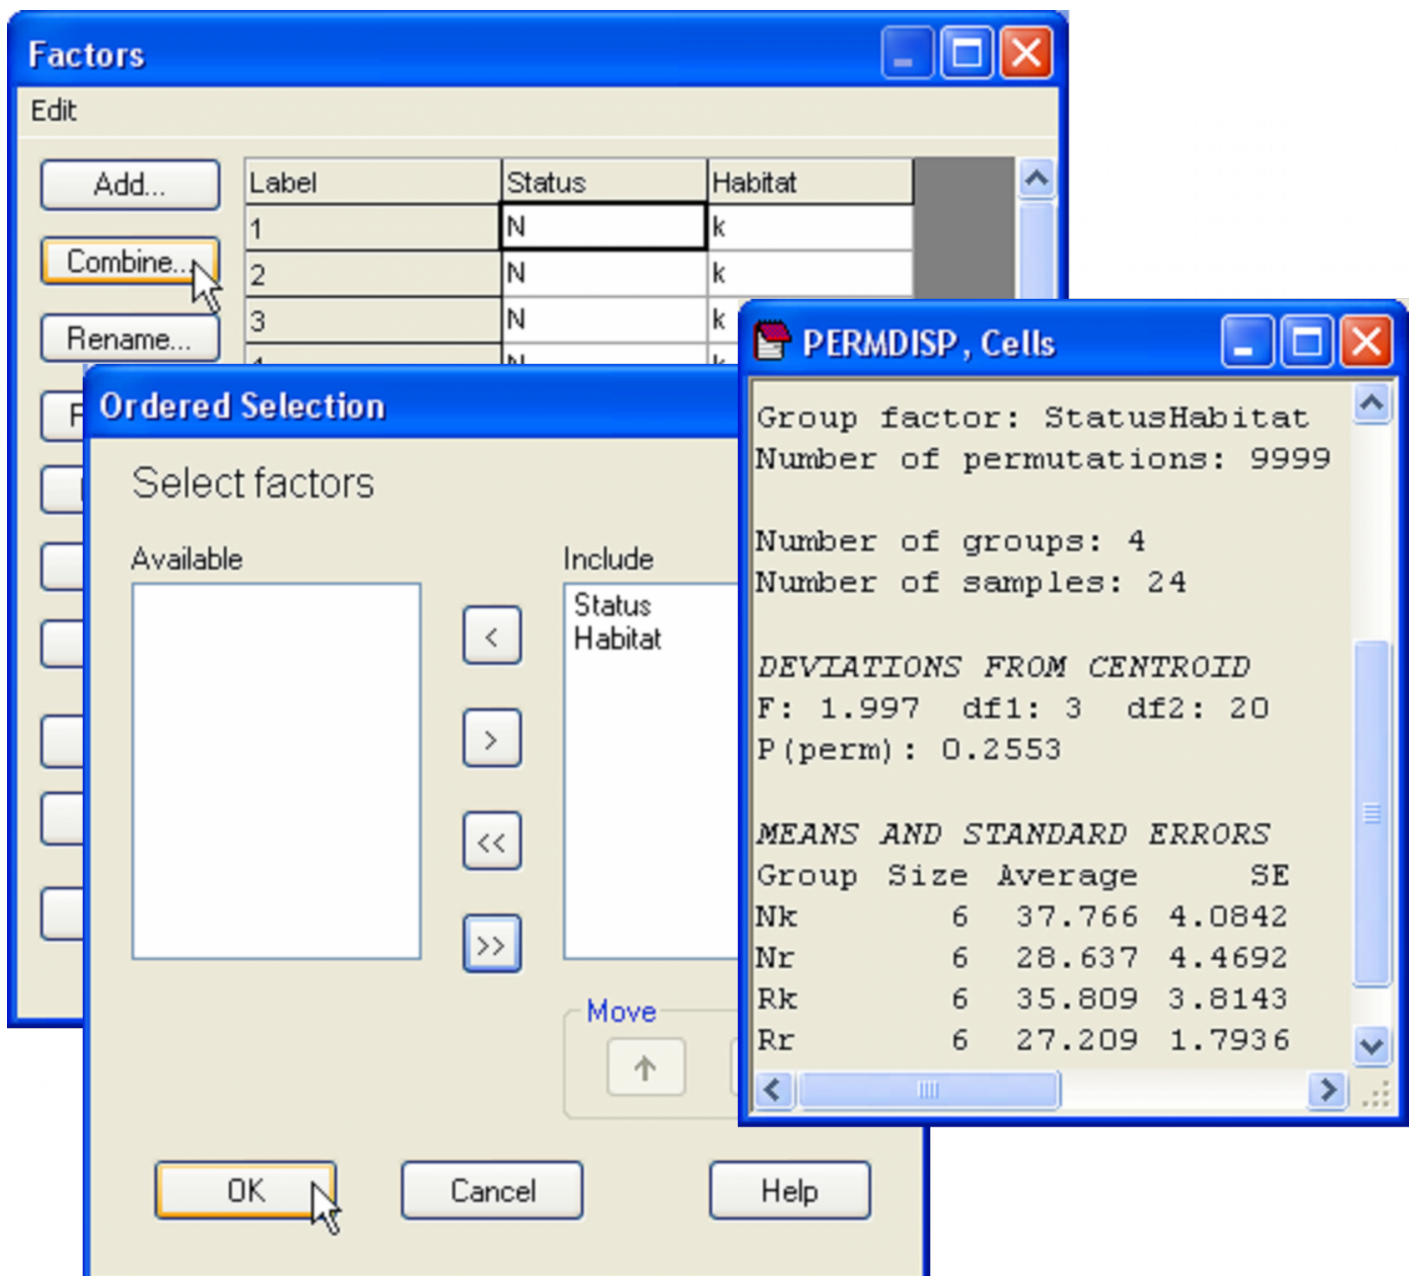 Factors
Edit
Add...
Label Status Habitat
1 N k
Combine...
2 N k
3 N k
Rename...
Ordered Selection
Select factors
Available
Include
Status
Habitat
<
>
<<
>>
Move
OK
Cancel
Help
PERMDISP, Cells
Group factor: StatusHabitat
Number of permutations: 9999
Number of groups: 4
Number of samples: 24
DEVIATIONS FROM CENTROID
F: 1.997 df1: 3 df2: 20
P(perm): 0.2553
MEANS AND STANDARD ERRORS
Group Size Average SE
Nk 6 37.766 4.0842
Nr 6 28.637 4.4692
Rk 6 35.809 3.8143
Rr 6 27.209 1.7936